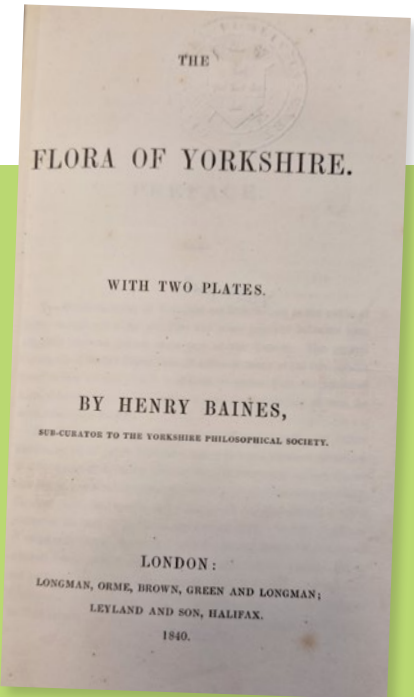 THE
FLORA OF YORKSHIRE.
WITH TWO PLATES.
BY HENRY BAINES,
SUB-CURATOR TO THE YORKSHIRE PHILOSOPHICAL SOCIETY.
LONDON:
LONGMAN, ORME, BROWN, GREEN AND LONGMAN;
LEYLAND AND SON, HALIFAX.
1840.